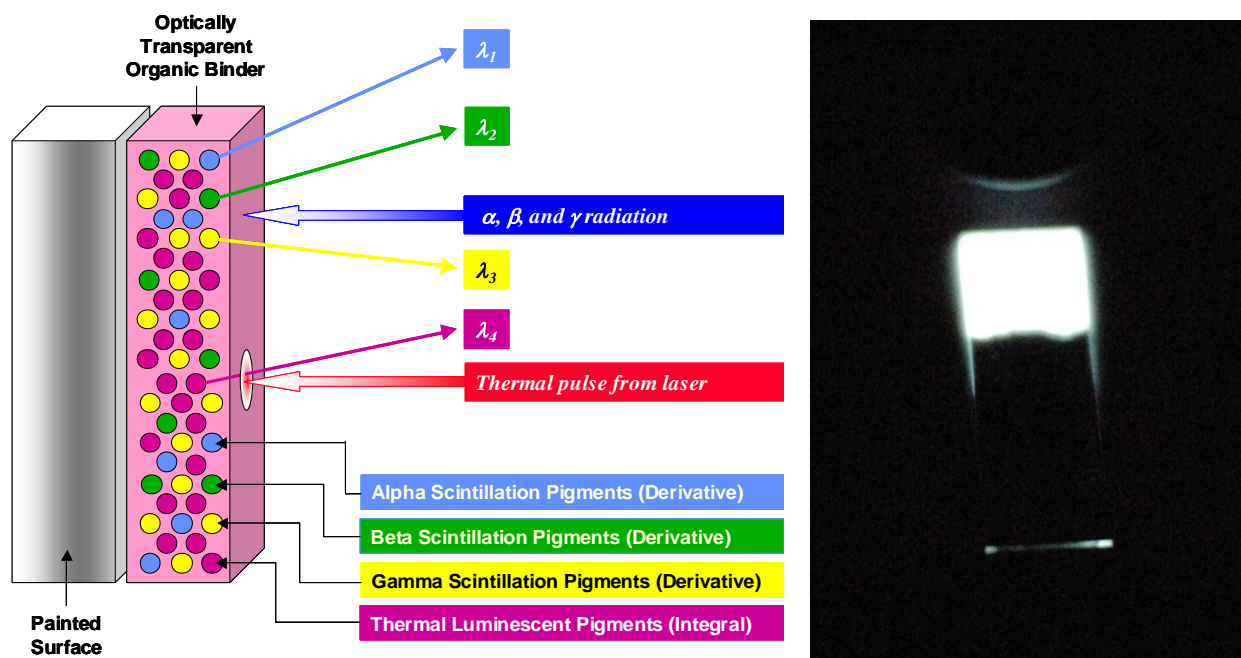 Optically
Transparent
Organic Binder
λ1
λ2
α, β, and γ radiation
λ3
λ4
Thermal pulse from laser
Alpha Scintillation Pigments (Derivative)
Beta Scintillation Pigments (Derivative)
Gamma Scintillation Pigments (Derivative)
Thermal Luminescent Pigments (Integral)
Painted
Surface